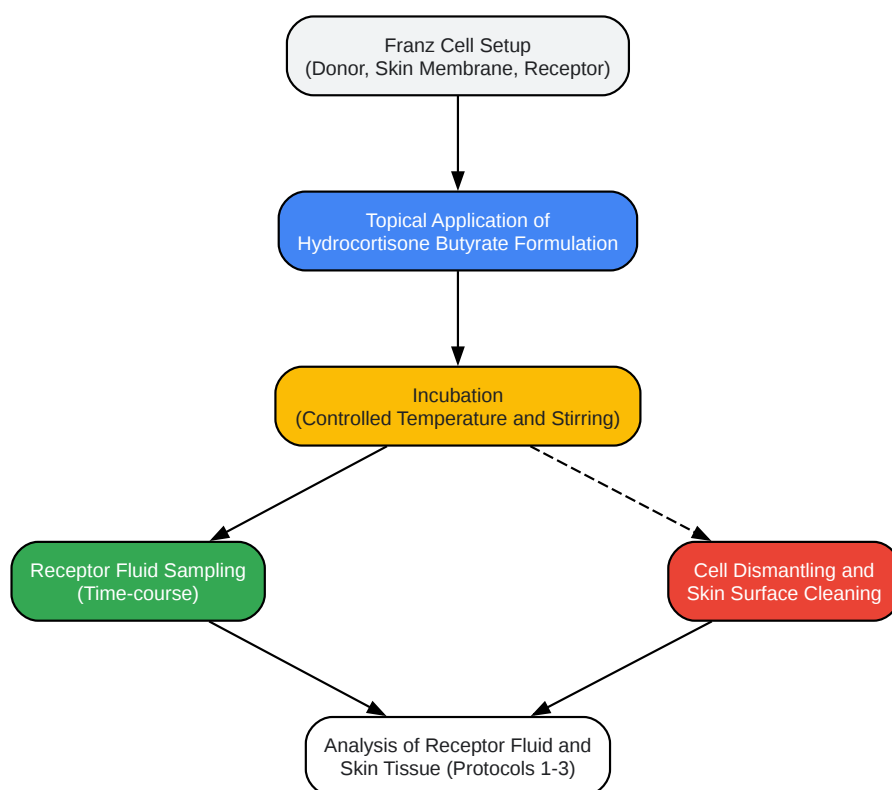 Franz Cell Setup
(Donor, Skin Membrane, Receptor)
Topical Application of
Hydrocortisone Butyrate Formulation
Incubation
(Controlled Temperature and Stirring)
Receptor Fluid Sampling
(Time-course)
Cell Dismantling and
Skin Surface Cleaning
Analysis of Receptor Fluid and
Skin Tissue (Protocols 1-3)